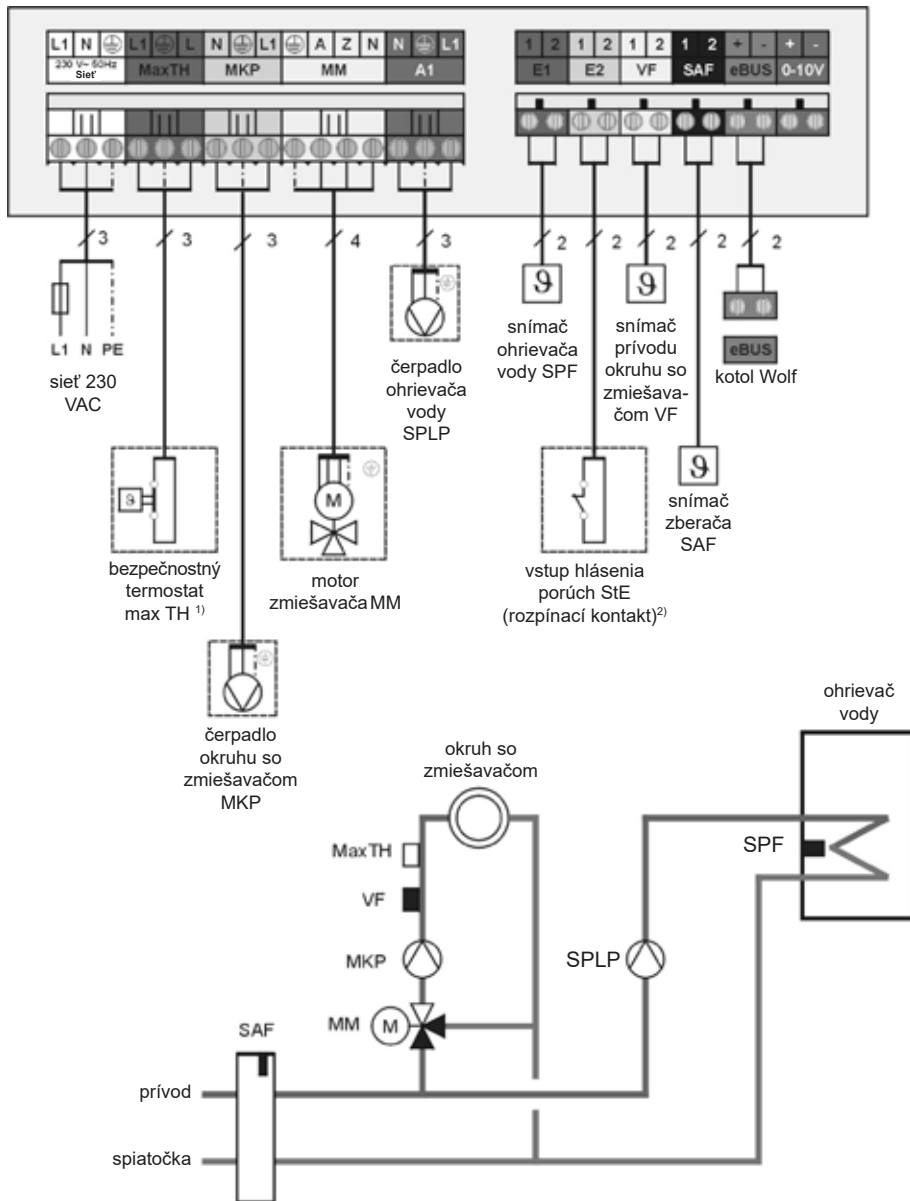 L1 N L1 L N L1 A Z N N L1 1 2 1 2 1 2 1 2 + - + -
230 V~ 50Hz
Sieť MaxTH MKP MM A1 E1 E2 VF SAF eBUS 0-10V
3 3 3 4 3 2 2 2 2 2
L1 N PE
sieť 230
VAC
čerpadlo
ohrievača
vody
SPLP
ϑ
snímač
ohrievača
vody SPF
ϑ
snímač
prívodu
okruhu so
zmiešava-
čom VF
eBUS
kotol Wolf
ϑ
bezpečnostný
termostat
max TH 1)
M
motor
zmiešavača MM
vstup hlásenia
porúch StE
(rozpínací kontakt)2)
ϑ
snímač
zberača
SAF
čerpadlo
okruhu so
zmiešavačom
MKP
okruh so
zmiešavačom
ohrievač
vody
MaxTH
VF
MKP
MM M
SPLP
SPF
SAF
prívod
spiatočka